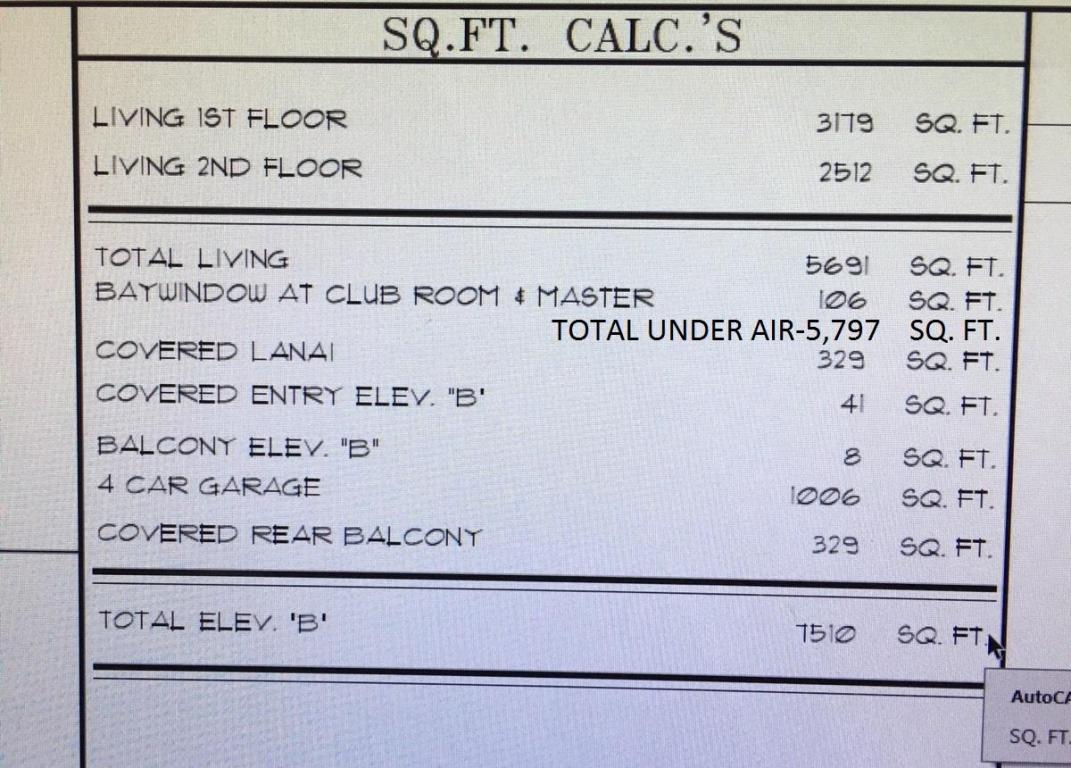 SQ.FT. CALC.'S
LIVING 1ST FLOOR 3179 SQ. FT.
LIVING 2ND FLOOR 2512 SQ. FT.
TOTAL LIVING 5691 SQ. FT.
BAYWINDOW AT CLUB ROOM & MASTER 106 SQ. FT.
TOTAL UNDER AIR-5,797 SQ. FT.
COVERED LANAI 329 SQ. FT.
COVERED ENTRY ELEV. "B' 41 SQ. FT.
BALCONY ELEV. "B" 8 SQ. FT.
4 CAR GARAGE 1006 SQ. FT.
COVERED REAR BALCONY 329 SQ. FT.
TOTAL ELEV. 'B' 7510 SQ. FT.
AutoCA
SQ. FT.